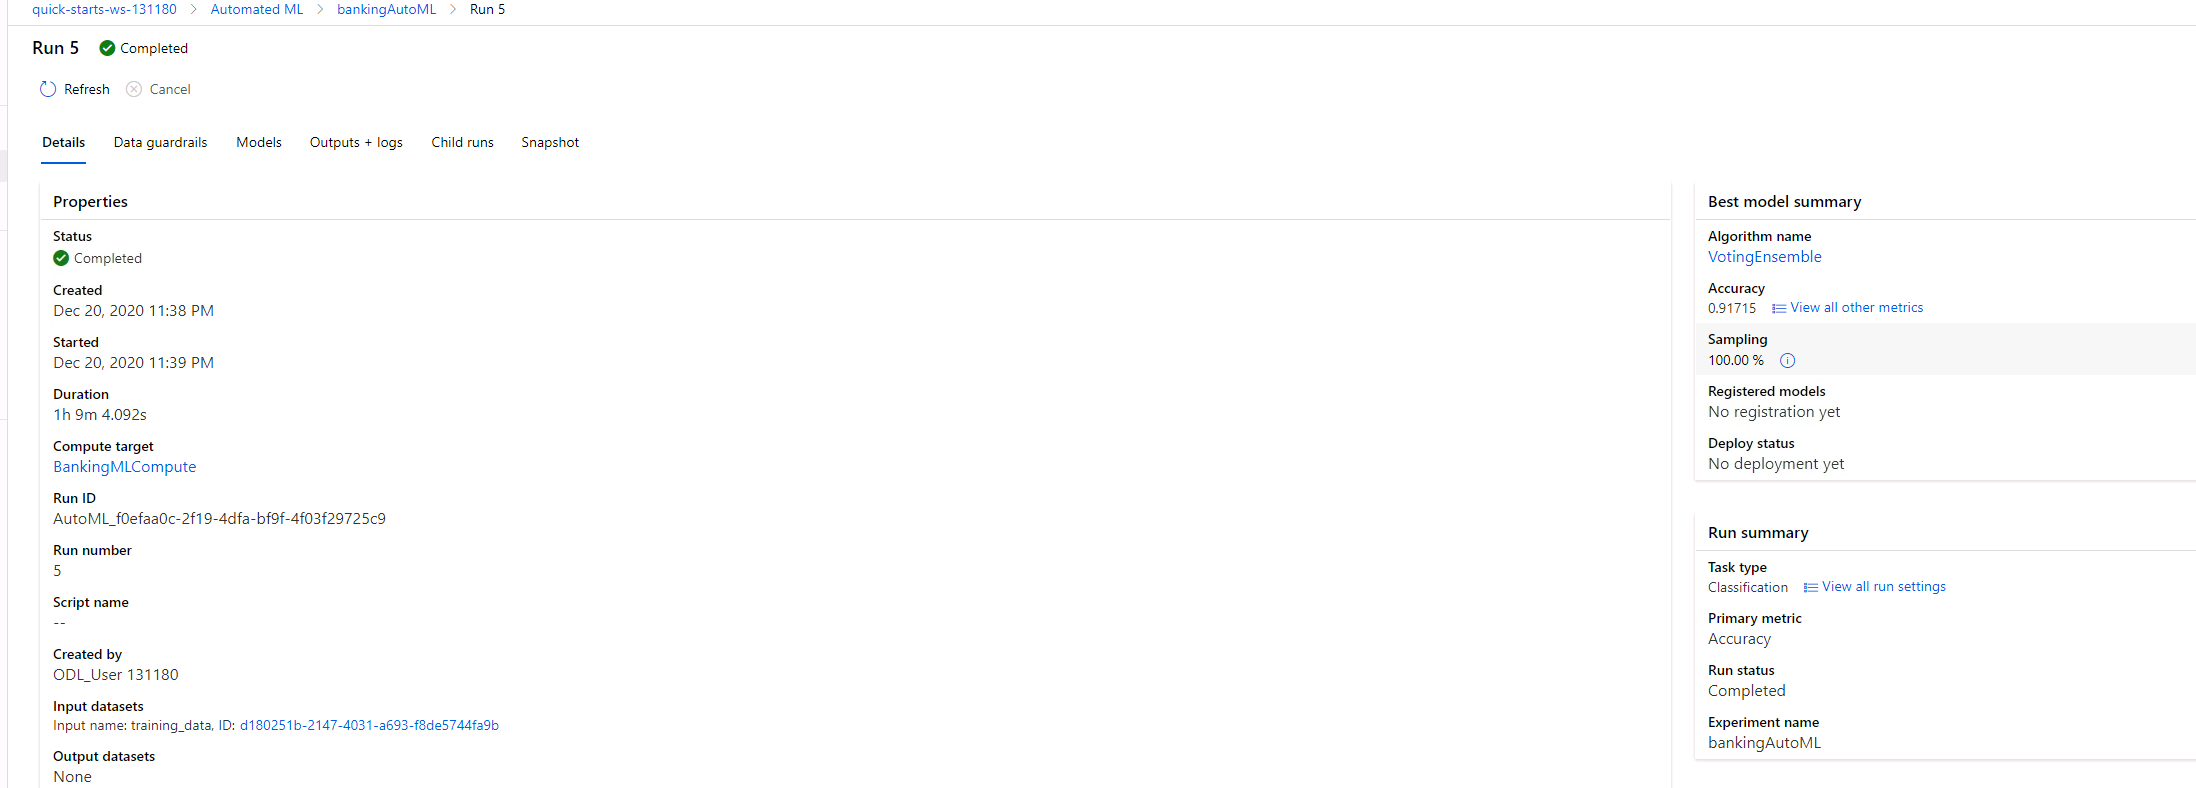 quick-starts-ws-131180 > Automated ML > bankingAutoML > Run 5
Run 5 Completed
Refresh Cancel
Details Data guardrails Models Outputs + logs Child runs Snapshot
Properties
Status
Completed
Created
Dec 20, 2020 11:38 PM
Started
Dec 20, 2020 11:39 PM
Duration
1h 9m 4.092s
Compute target
BankingMLCompute
Run ID
AutoML_f0efaa0c-2f19-4dfa-bf9f-4f03f29725c9
Run number
5
Script name
--
Created by
ODL_User 131180
Input datasets
Input name: training_data, ID: d180251b-2147-4031-a693-f8de5744fa9b
Output datasets
None
Best model summary
Algorithm name
VotingEnsemble
Accuracy
0.91715 View all other metrics
Sampling
100.00 %
Registered models
No registration yet
Deploy status
No deployment yet
Run summary
Task type
Classification View all run settings
Primary metric
Accuracy
Run status
Completed
Experiment name
bankingAutoML